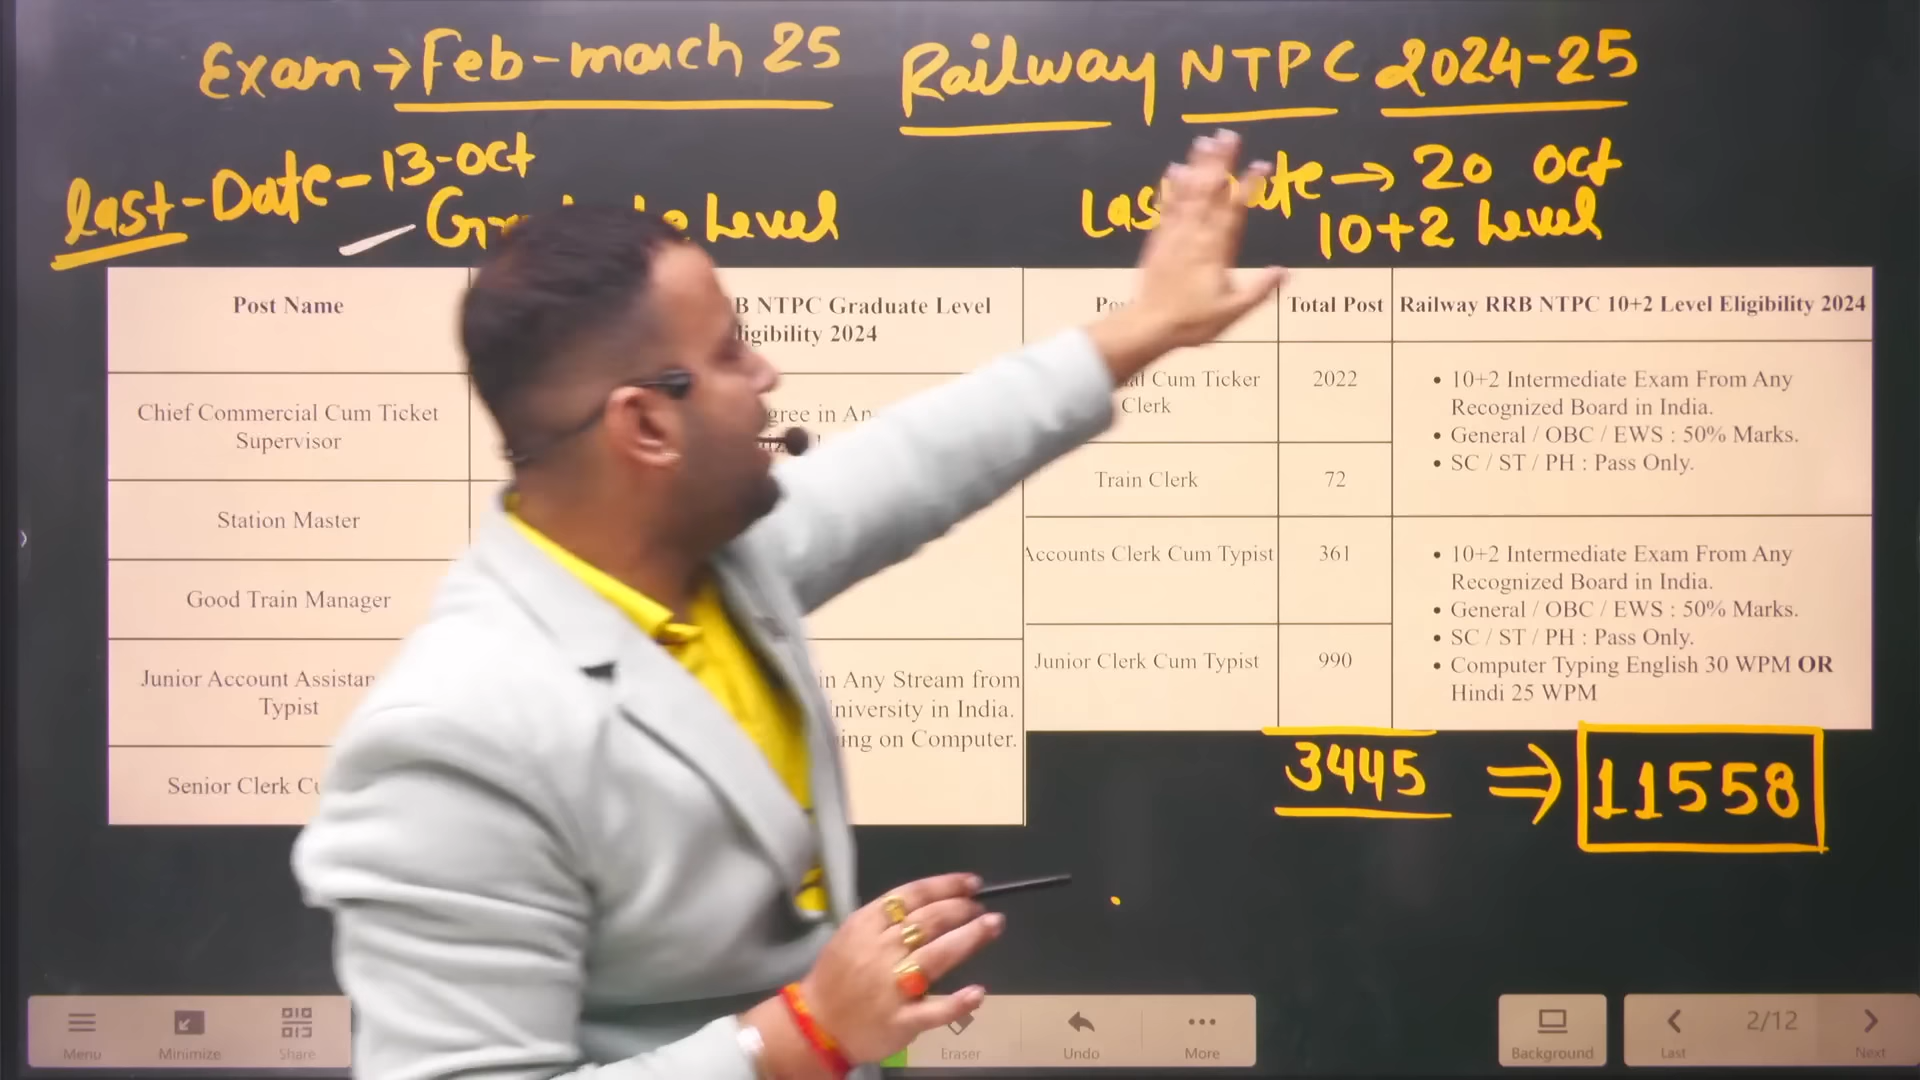 Exam → Feb-march 25
Railway NTPC 2024-25
last-Date-13-oct
Level
→ 20 oct
10+2 Level
Post Name
NTPC Graduate Level
2024
Chief Commercial Cum Ticket
Supervisor
Station Master
Good Train Manager
Junior Account
Typist
Senior Clerk
in Any Stream from
in India.
on Computer.
Total Post
Railway RRB NTPC 10+2 Level Eligibility 2024
Cum Ticker
Clerk
2022
• 10+2 Intermediate Exam From Any
Recognized Board in India.
• General / OBC / EWS : 50% Marks.
• SC / ST / PH : Pass Only.
Train Clerk
72
Accounts Clerk Cum Typist
361
• 10+2 Intermediate Exam From Any
Recognized Board in India.
• General / OBC / EWS : 50% Marks.
• SC / ST / PH : Pass Only.
• Computer Typing English 30 WPM OR
Hindi 25 WPM
Junior Clerk Cum Typist
990
3445 ⇒ 11558
Menu
Minimize
Share
Eraser
Undo
More
Background
Last
2/12
Next